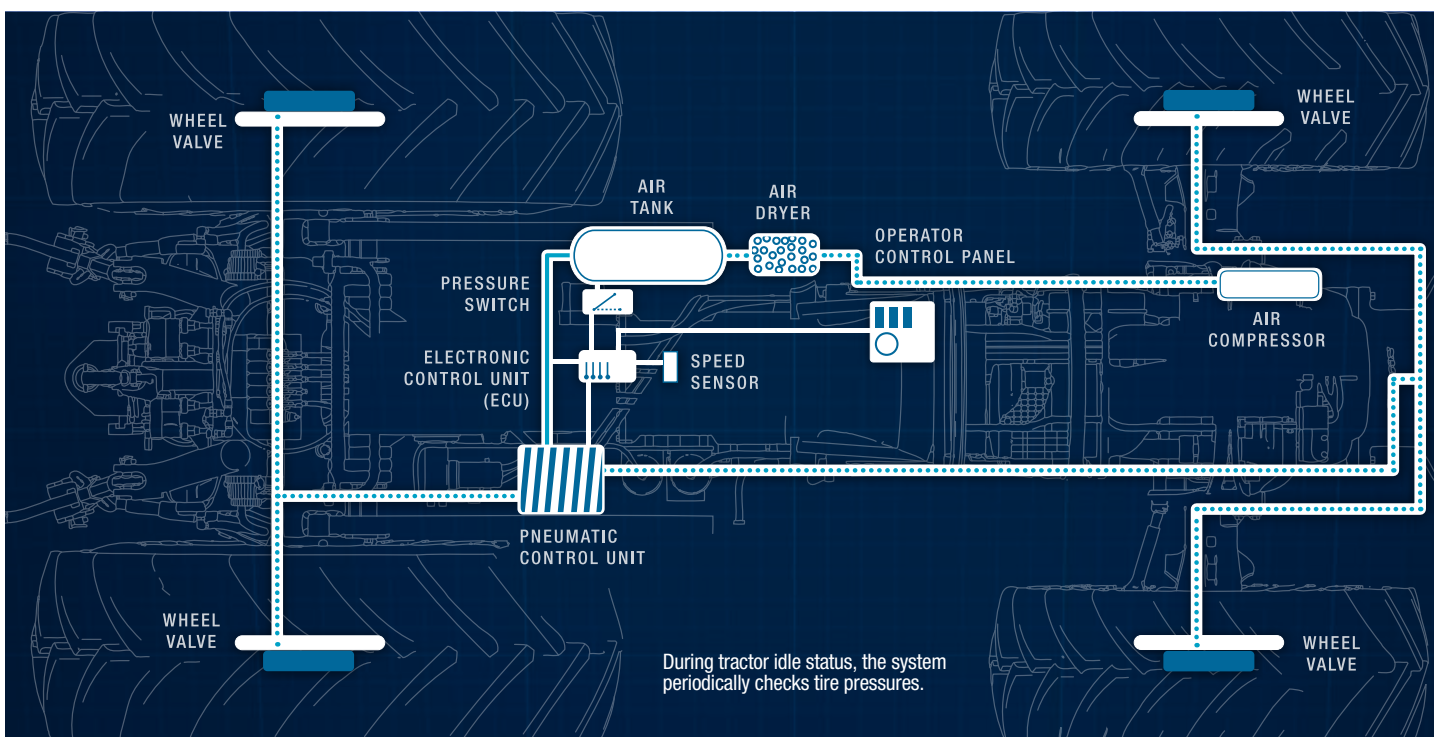 WHEEL
VALVE
WHEEL
VALVE
AIR
TANK
AIR
DRYER
OPERATOR
CONTROL PANEL
PRESSURE
SWITCH
AIR
COMPRESSOR
ELECTRONIC
CONTROL UNIT
(ECU)
SPEED
SENSOR
PNEUMATIC
CONTROL UNIT
WHEEL
VALVE
WHEEL
VALVE
During tractor idle status, the system
periodically checks tire pressures.